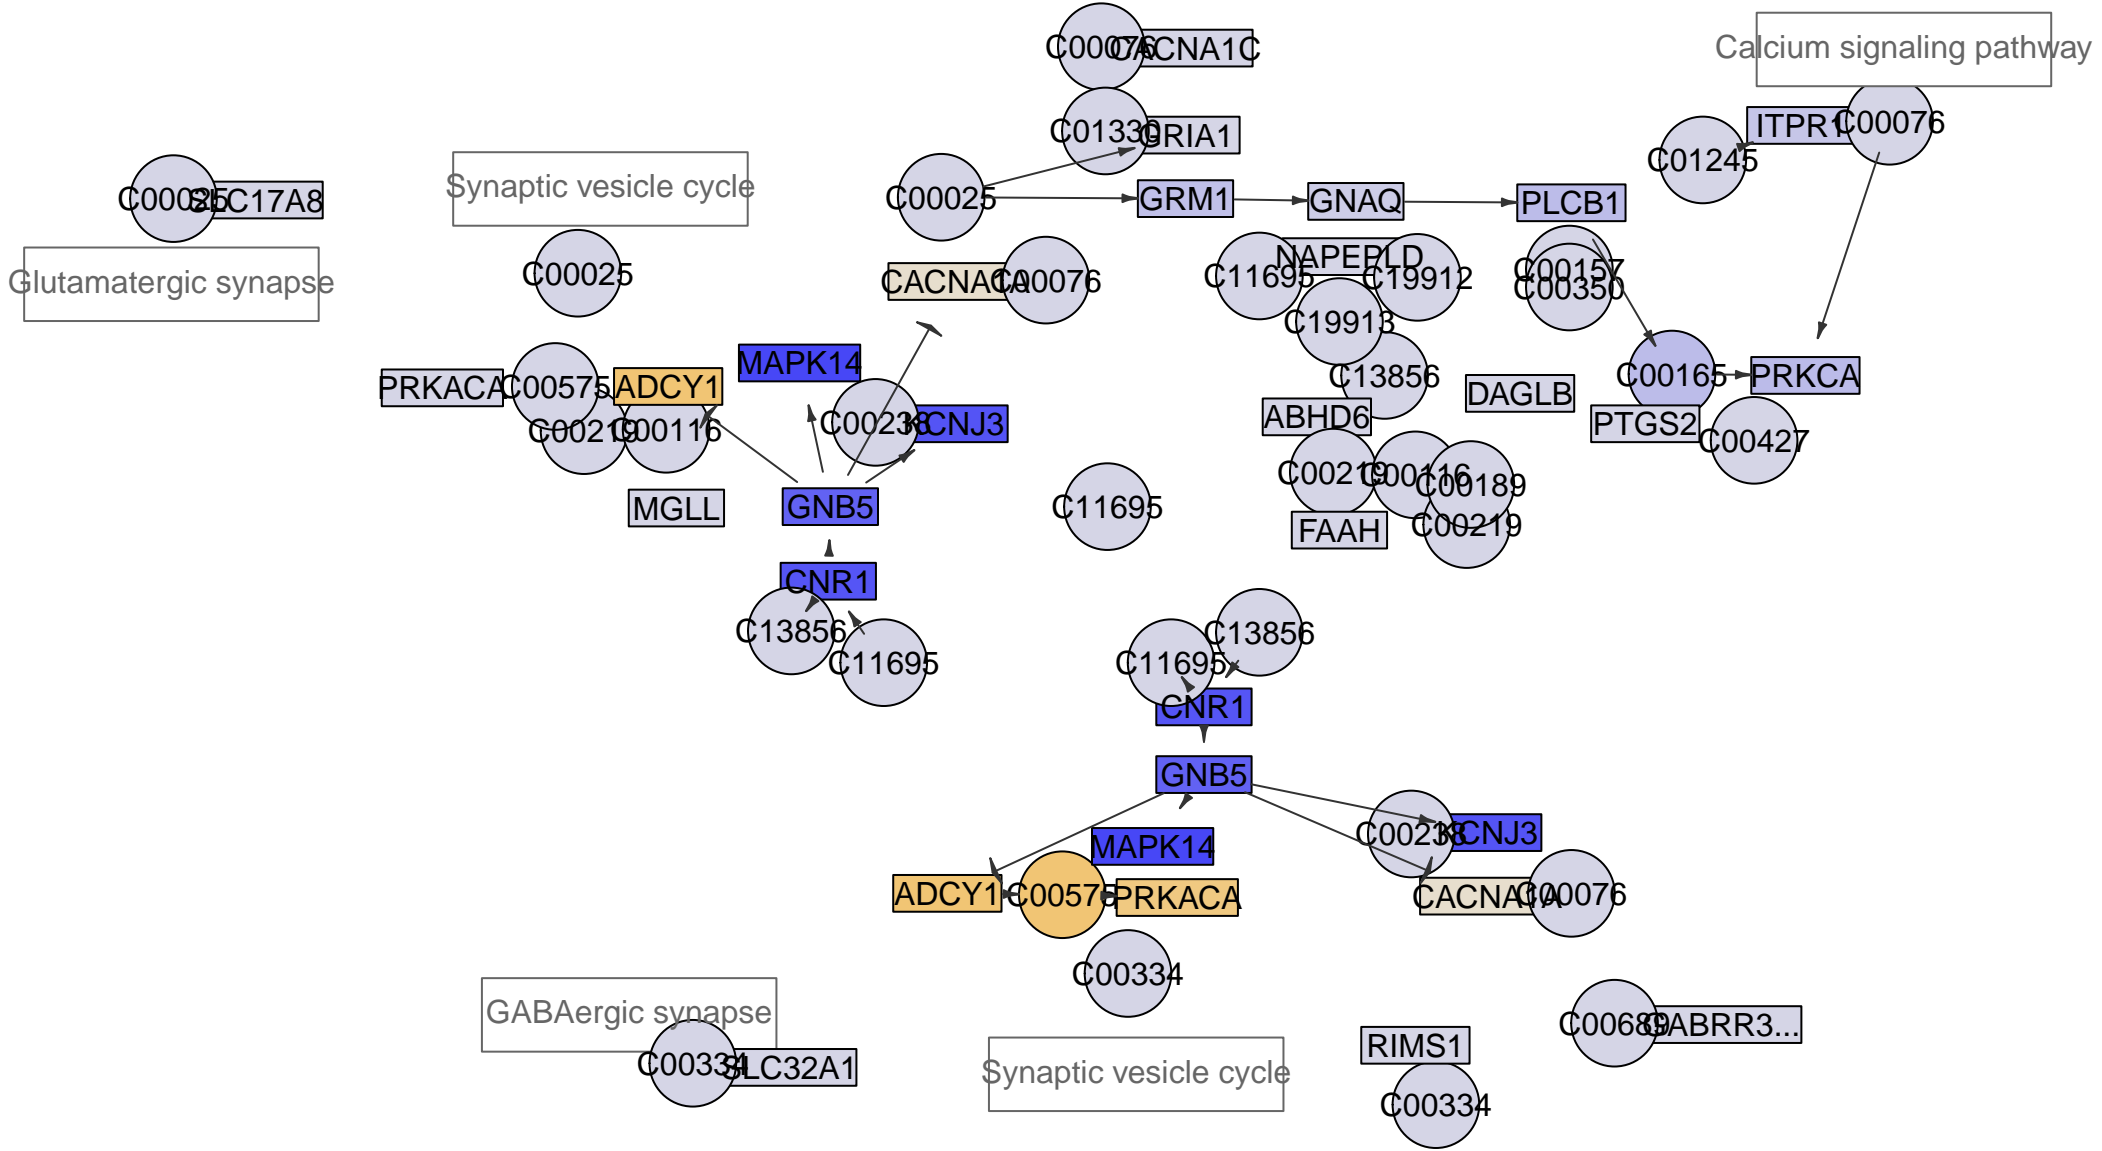 C00076
CACNA1C
Calcium signaling pathway
C01330
GRIA1
ITPR1
C00076
C01245
C00025
SLC17A8
Synaptic vesicle cycle
C00025
GRM1
GNAQ
PLCB1
Glutamatergic synapse
C00025
CACNA1A
C00076
C11695
NAPEPLD
C19912
C00157
C00350
C19913
PRKACA
C00575
ADCY1
MAPK14
C13856
DAGLB
C00165
PRKCA
C00219
C00116
C00238
KCNJ3
ABHD6
PTGS2
C00427
MGLL
GNB5
C11695
C00219
C00116
C00189
FAAH
C00219
CNR1
C13856
C11695
C11695
C13856
CNR1
GNB5
MAPK14
C00238
KCNJ3
ADCY1
C00575
PRKACA
CACNA1A
C00076
C00334
GABAergic synapse
C00334
SLC32A1
Synaptic vesicle cycle
RIMS1
C00334
C00689
GABRR3...